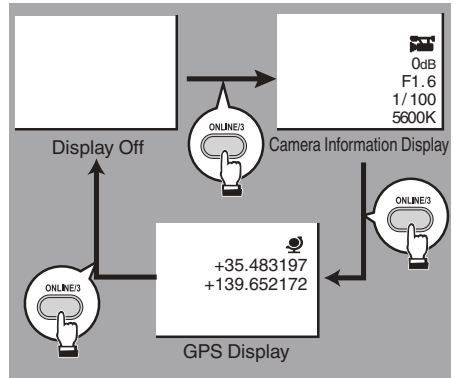 0dB
F1.6
1/100
5600K
ONLINE/3
Display Off
Camera Information Display
ONLINE/3
+35.483197
+139.652172
ONLINE/3
GPS Display